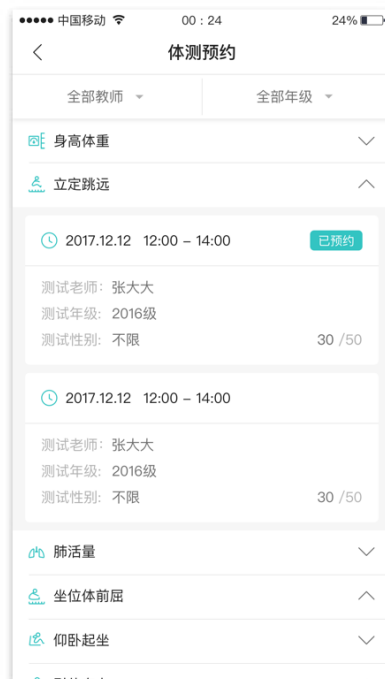 中国移动 00 : 24 24%
体测预约
全部教师 全部年级
身高体重
立定跳远
2017.12.12 12:00 – 14:00 已预约
测试老师: 张大大
测试年级: 2016级
测试性别: 不限 30 /50
2017.12.12 12:00 – 14:00
测试老师: 张大大
测试年级: 2016级
测试性别: 不限 30 /50
肺活量
坐位体前屈
仰卧起坐